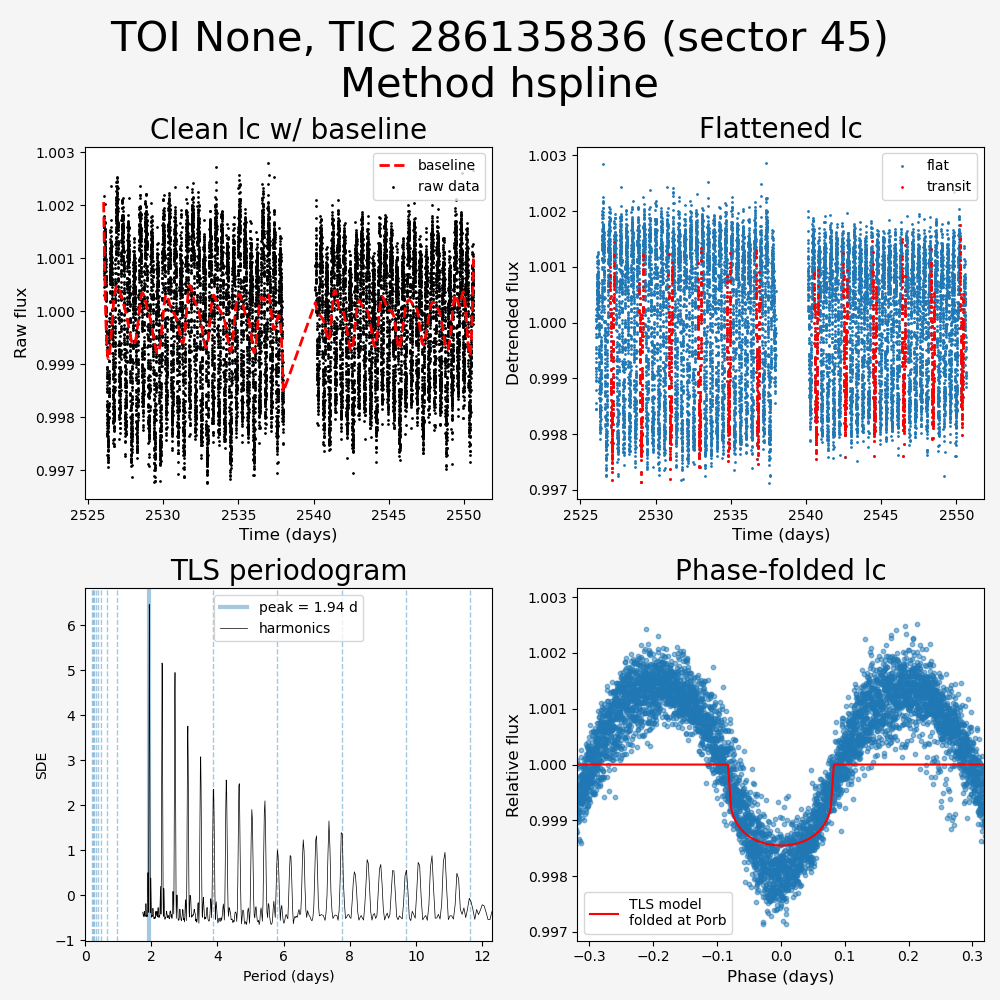 TOI None, TIC 286135836 (sector 45)
Method hspline
Clean lc w/ baseline
Flattened lc
1.003
1.002
1.001
1.000
0.999
0.998
0.997
Raw flux
baseline
raw data
2525
2530
2535
2540
2545
2550
Time (days)
1.003
1.002
1.001
1.000
0.999
0.998
0.997
Detrended flux
flat
transit
2525
2530
2535
2540
2545
2550
Time (days)
TLS periodogram
Phase-folded lc
6
5
4
3
2
1
0
−1
SDE
peak = 1.94 d
harmonics
0
2
4
6
8
10
12
Period (days)
1.003
1.002
1.001
1.000
0.999
0.998
0.997
Relative flux
TLS model
folded at Porb
−0.3
−0.2
−0.1
0.0
0.1
0.2
0.3
Phase (days)